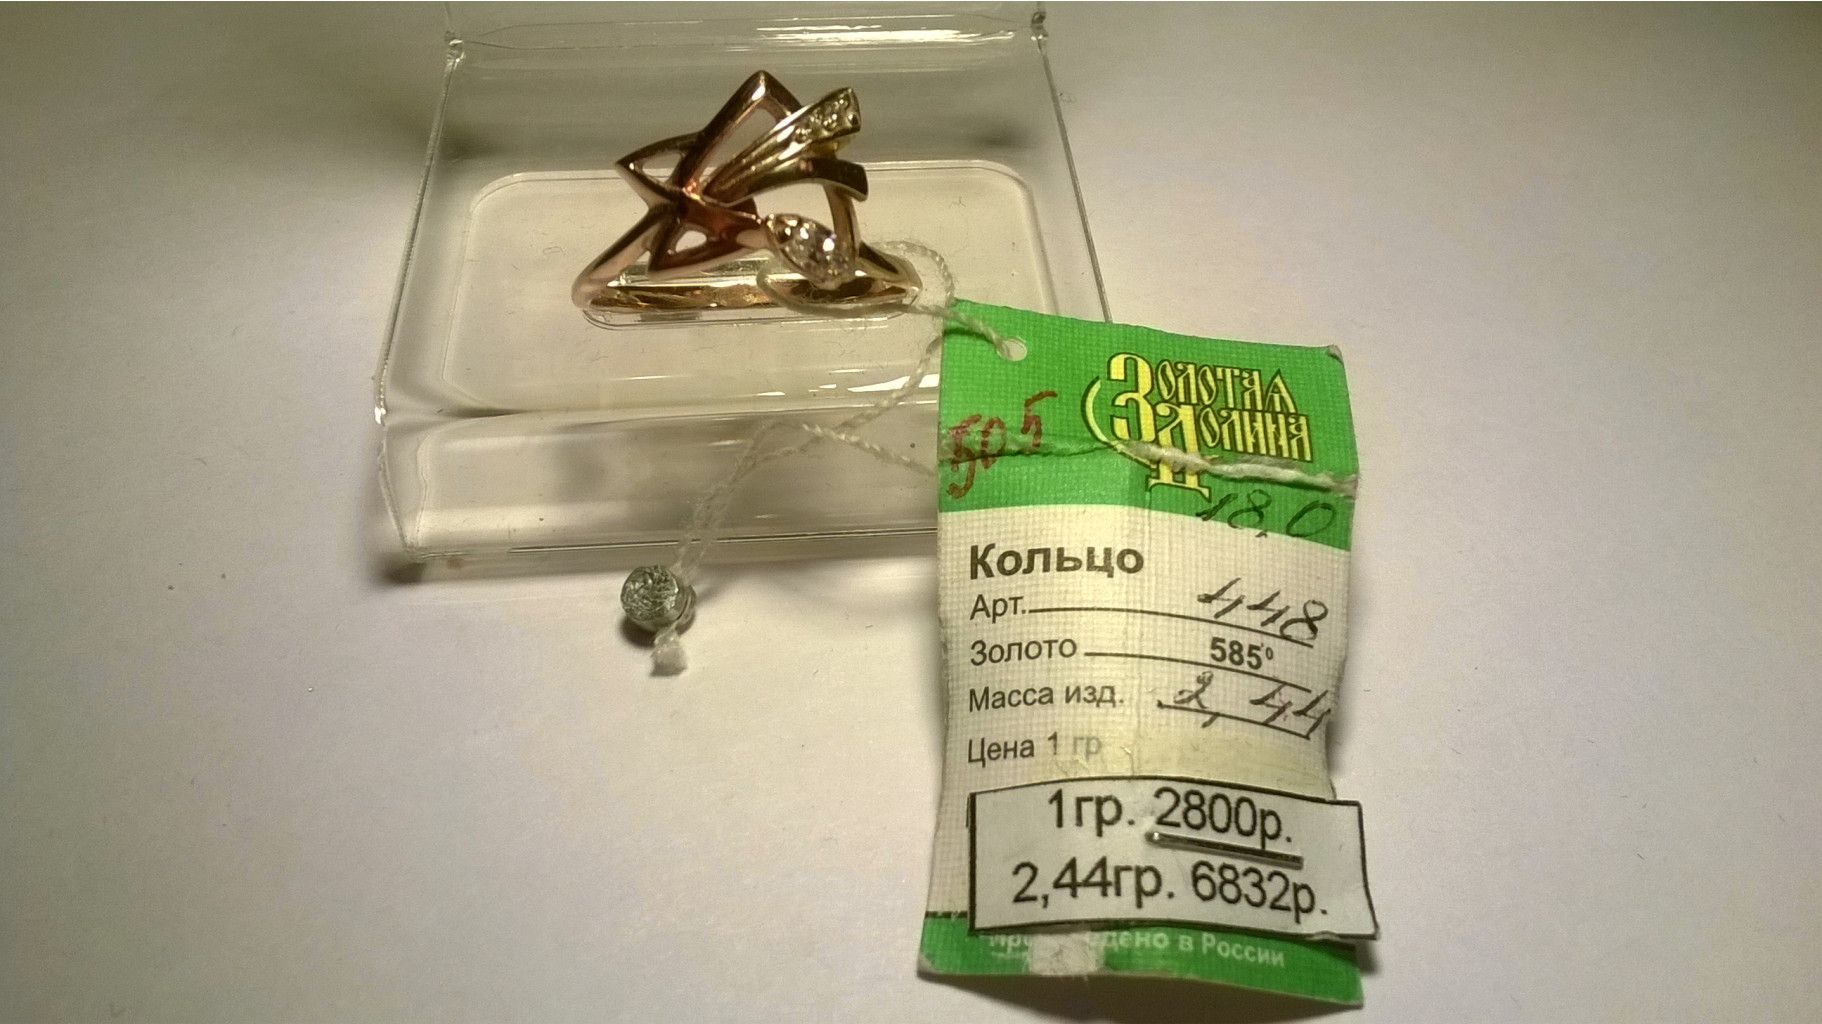 Золотая
Долина
505
18,0
Кольцо
Арт. 448
Золото 585°
Масса изд. 2,44
Цена 1 гр
1гр. 2800р.
2,44гр. 6832р.
в России